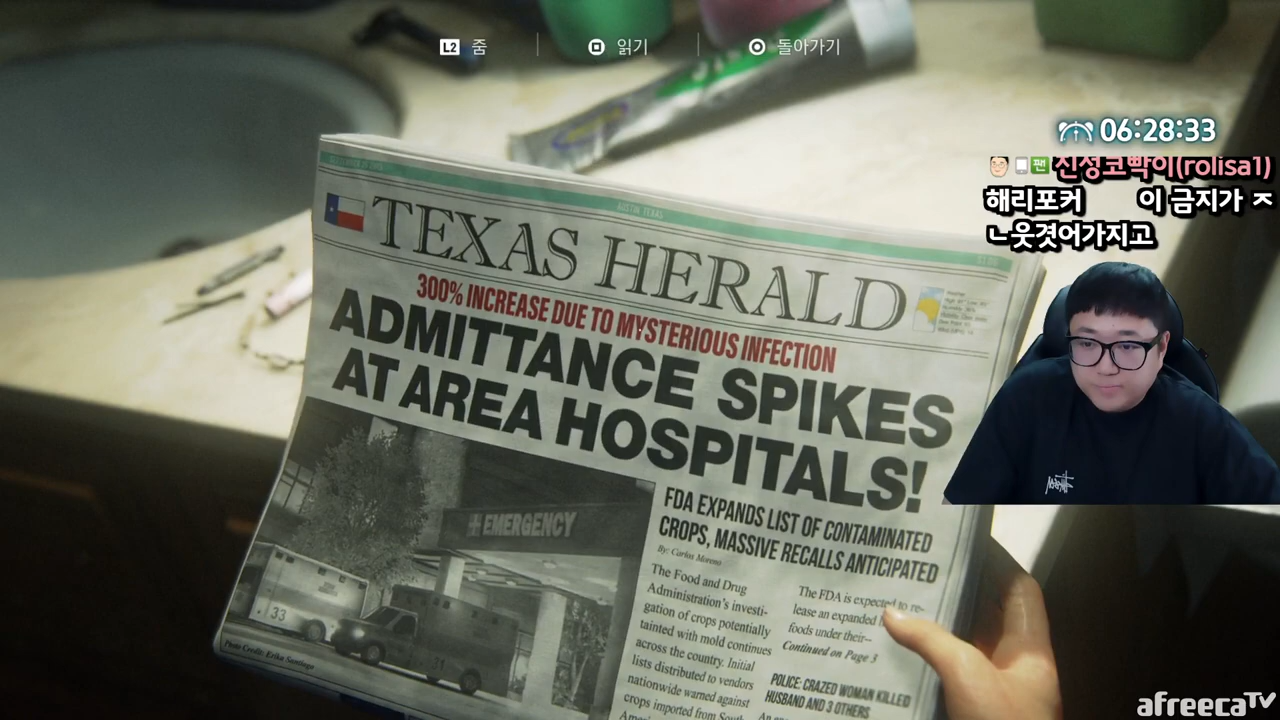 L2 줌
읽기
돌아가기
06:28:33
팬 신성코빡이(rolisa1)
해리포커 이 금지가 ㅈ
ㄴ웃겻어가지고
AUSTIN, TEXAS
TEXAS HERALD
300% INCREASE DUE TO MYSTERIOUS INFECTION
ADMITTANCE SPIKES
AT AREA HOSPITALS!
EMERGENCY
33
31
Photo Credit: Erika Santiago
FDA EXPANDS LIST OF CONTAMINATED
CROPS, MASSIVE RECALLS ANTICIPATED
By: Carlos Moreno
The Food and Drug
Administration's investi-
gation of crops potentially
tainted with mold continues
across the country. Initial
lists distributed to vendors
nationwide warned against
crops imported from South
The FDA is expected to re-
lease an expanded
foods under their--
Continued on Page 3
POLICE: CRAZED WOMAN KILLED
HUSBAND AND 3 OTHERS
afreecaTV